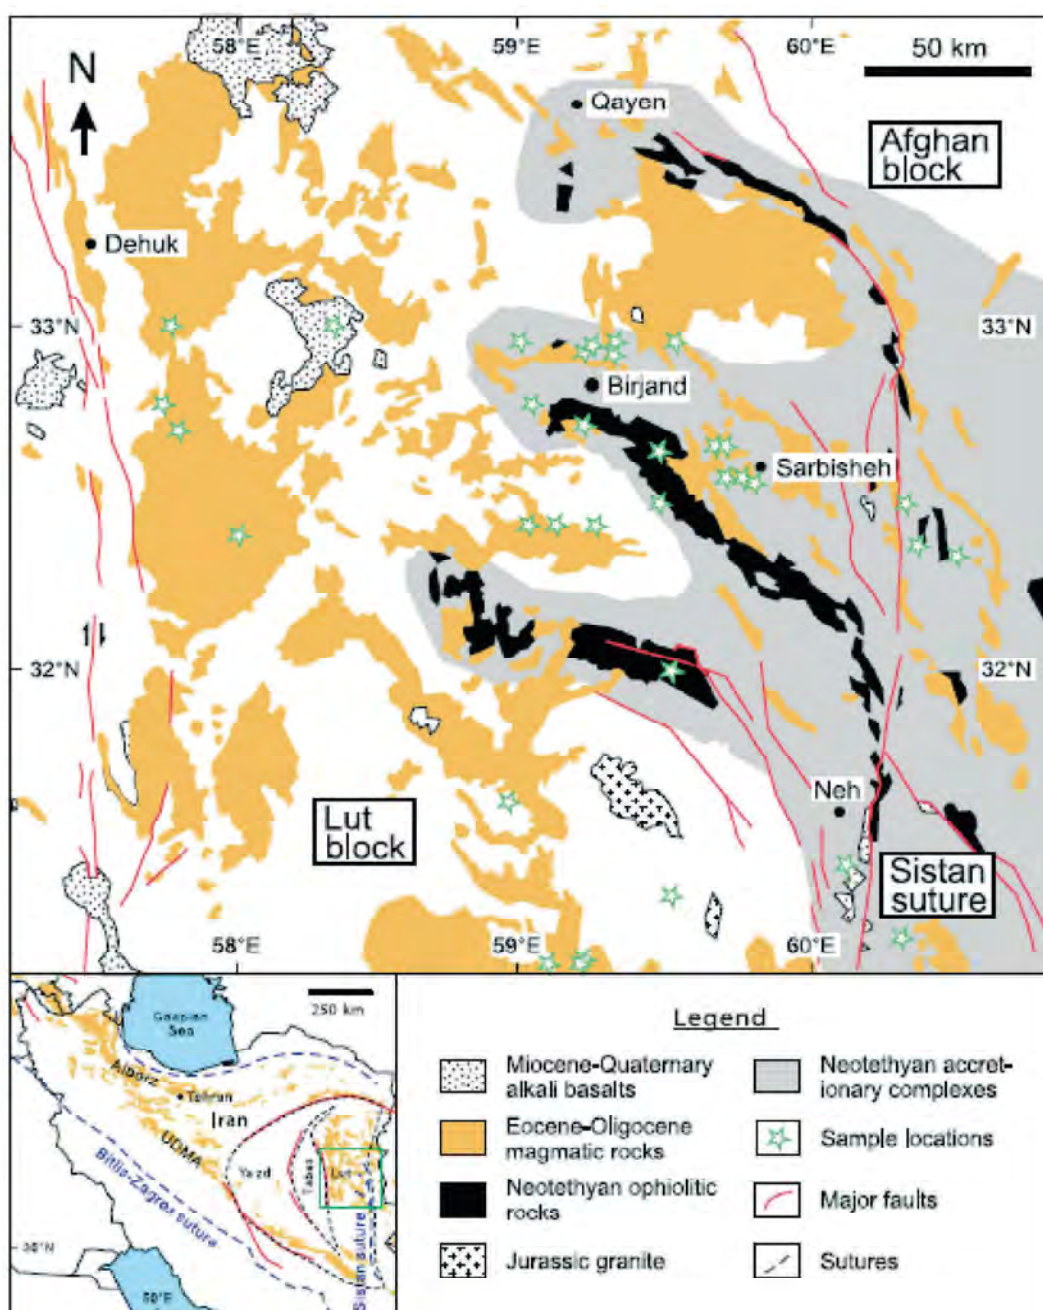 58°E
59°E
60°E
50 km
N
Qayen
Afghan
block
Dehuk
33°N
33°N
Birjand
Sarbisheh
32°N
32°N
Neh
Lut
block
Sistan
suture
58°E
59°E
60°E
250 km
Caspian
Sea
Alborz
Tehran
Iran
UDMA
Yazd
Tabas
Lut
Bitlis-Zagros suture
Sistan suture
30°N
50°E
Legend
Miocene-Quaternary
alkali basalts
Neotethyan accret-
ionary complexes
Eocene-Oligocene
magmatic rocks
Sample locations
Neotethyan ophiolitic
rocks
Major faults
Jurassic granite
Sutures